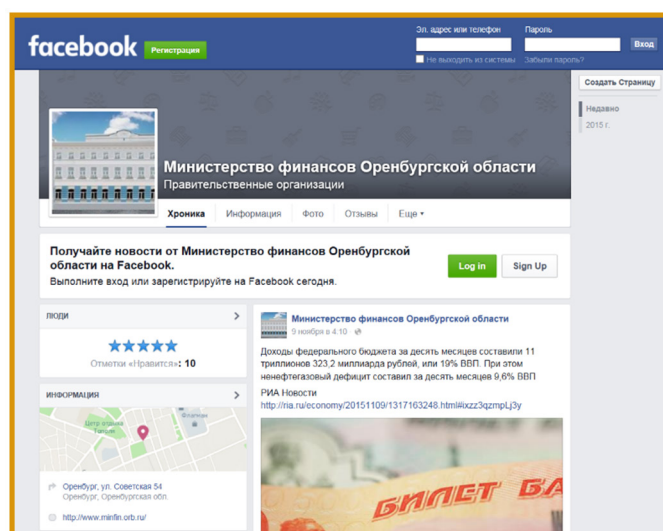 facebook
Регистрация
Эл. адрес или телефон
Пароль
Вход
Не выходить из системы
Забыли пароль?
Создать Страницу
Недавно
2015 г.
Министерство финансов Оренбургской области
Правительственные организации
Хроника
Информация
Фото
Отзывы
Еще
Получайте новости от Министерство финансов Оренбургской
области на Facebook.
Выполните вход или зарегистрируйте на Facebook сегодня.
Log in
Sign Up
ЛЮДИ
Отметки «Нравится»: 10
ИНФОРМАЦИЯ
Центр отдыха
Оренбург, ул. Советская 54
Оренбург, Оренбургская обл.
http://www.minfin.orb.ru/
Министерство финансов Оренбургской области
9 ноября в 4:10
Доходы федерального бюджета за десять месяцев составили 11
триллионов 323,2 миллиарда рублей, или 19% ВВП. При этом
ненефтегазовый дефицит составил за десять месяцев 9,6% ВВП
РИА Новости
http://ria.ru/economy/20151109/1317163248.html#ixzz3qzmpLj3y
БИЛЕТ БА